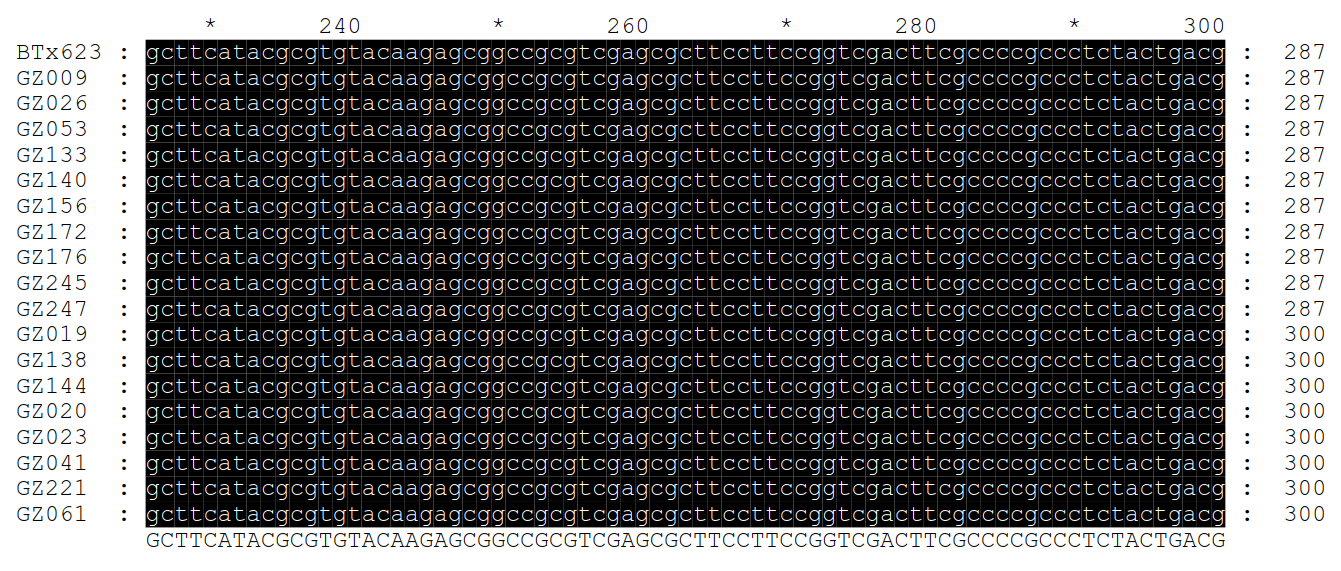 * 240 * 260 * 280 * 300
BTx623 : gcttcatacgcgtgtacaagagcggccgcgtcgagcgcttccttccggtcgacttcgccccgccctctactgacg : 287
GZ009 : gcttcatacgcgtgtacaagagcggccgcgtcgagcgcttccttccggtcgacttcgccccgccctctactgacg : 287
GZ026 : gcttcatacgcgtgtacaagagcggccgcgtcgagcgcttccttccggtcgacttcgccccgccctctactgacg : 287
GZ053 : gcttcatacgcgtgtacaagagcggccgcgtcgagcgcttccttccggtcgacttcgccccgccctctactgacg : 287
GZ133 : gcttcatacgcgtgtacaagagcggccgcgtcgagcgcttccttccggtcgacttcgccccgccctctactgacg : 287
GZ140 : gcttcatacgcgtgtacaagagcggccgcgtcgagcgcttccttccggtcgacttcgccccgccctctactgacg : 287
GZ156 : gcttcatacgcgtgtacaagagcggccgcgtcgagcgcttccttccggtcgacttcgccccgccctctactgacg : 287
GZ172 : gcttcatacgcgtgtacaagagcggccgcgtcgagcgcttccttccggtcgacttcgccccgccctctactgacg : 287
GZ176 : gcttcatacgcgtgtacaagagcggccgcgtcgagcgcttccttccggtcgacttcgccccgccctctactgacg : 287
GZ245 : gcttcatacgcgtgtacaagagcggccgcgtcgagcgcttccttccggtcgacttcgccccgccctctactgacg : 287
GZ247 : gcttcatacgcgtgtacaagagcggccgcgtcgagcgcttccttccggtcgacttcgccccgccctctactgacg : 287
GZ019 : gcttcatacgcgtgtacaagagcggccgcgtcgagcgcttccttccggtcgacttcgccccgccctctactgacg : 300
GZ138 : gcttcatacgcgtgtacaagagcggccgcgtcgagcgcttccttccggtcgacttcgccccgccctctactgacg : 300
GZ144 : gcttcatacgcgtgtacaagagcggccgcgtcgagcgcttccttccggtcgacttcgccccgccctctactgacg : 300
GZ020 : gcttcatacgcgtgtacaagagcggccgcgtcgagcgcttccttccggtcgacttcgccccgccctctactgacg : 300
GZ023 : gcttcatacgcgtgtacaagagcggccgcgtcgagcgcttccttccggtcgacttcgccccgccctctactgacg : 300
GZ041 : gcttcatacgcgtgtacaagagcggccgcgtcgagcgcttccttccggtcgacttcgccccgccctctactgacg : 300
GZ221 : gcttcatacgcgtgtacaagagcggccgcgtcgagcgcttccttccggtcgacttcgccccgccctctactgacg : 300
GZ061 : gcttcatacgcgtgtacaagagcggccgcgtcgagcgcttccttccggtcgacttcgccccgccctctactgacg : 300
GCTTCATACGCGTGTACAAGAGCGGCCGCGTCGAGCGCTTCCTTCCGGTCGACTTCGCCCCGCCCTCTACTGACG